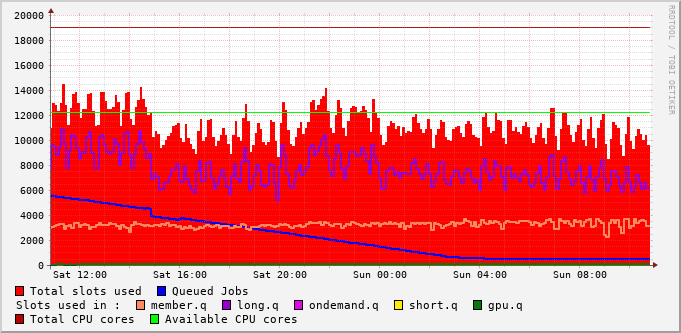 20000
18000
16000
14000
12000
10000
8000
6000
4000
2000
0
Sat 12:00 Sat 16:00 Sat 20:00 Sun 00:00 Sun 04:00 Sun 08:00
RRDTOOL / TOBI OETIKER
Total slots used Queued Jobs
Slots used in : member.q long.q ondemand.q short.q gpu.q
Total CPU cores Available CPU cores